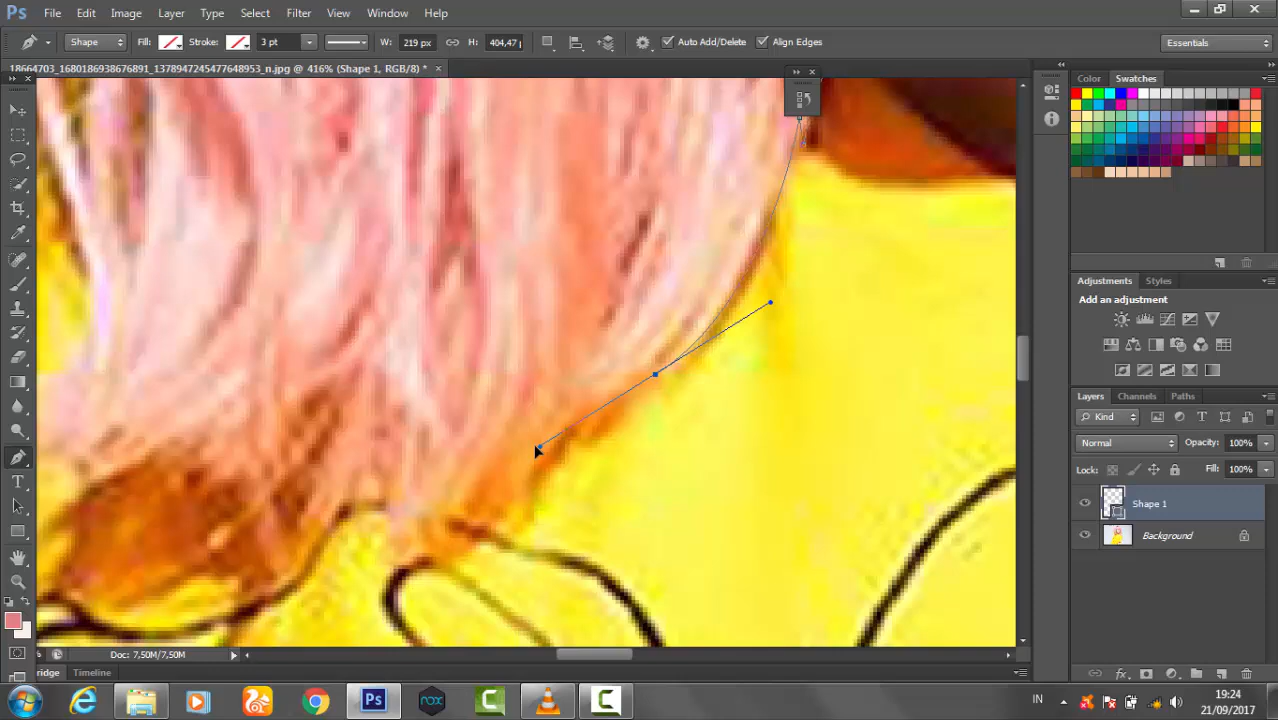 Ps File Edit Image Layer Type Select Filter View Window Help
Shape Fill: Stroke: 3 pt W: 219 px H: 404,47 Auto Add/Delete Align Edges Essentials
18664703_1680186938676891_1378947245477648953_n.jpg @ 416% (Shape 1, RGB/8) *
Color Swatches
Adjustments Styles
Add an adjustment
Layers Channels Paths
Kind
Normal Opacity: 100%
Lock: Fill: 100%
Shape 1
Background
Doc: 7,50M/7,50M
ridge Timeline
Ps nox IN 19:24
21/09/2017